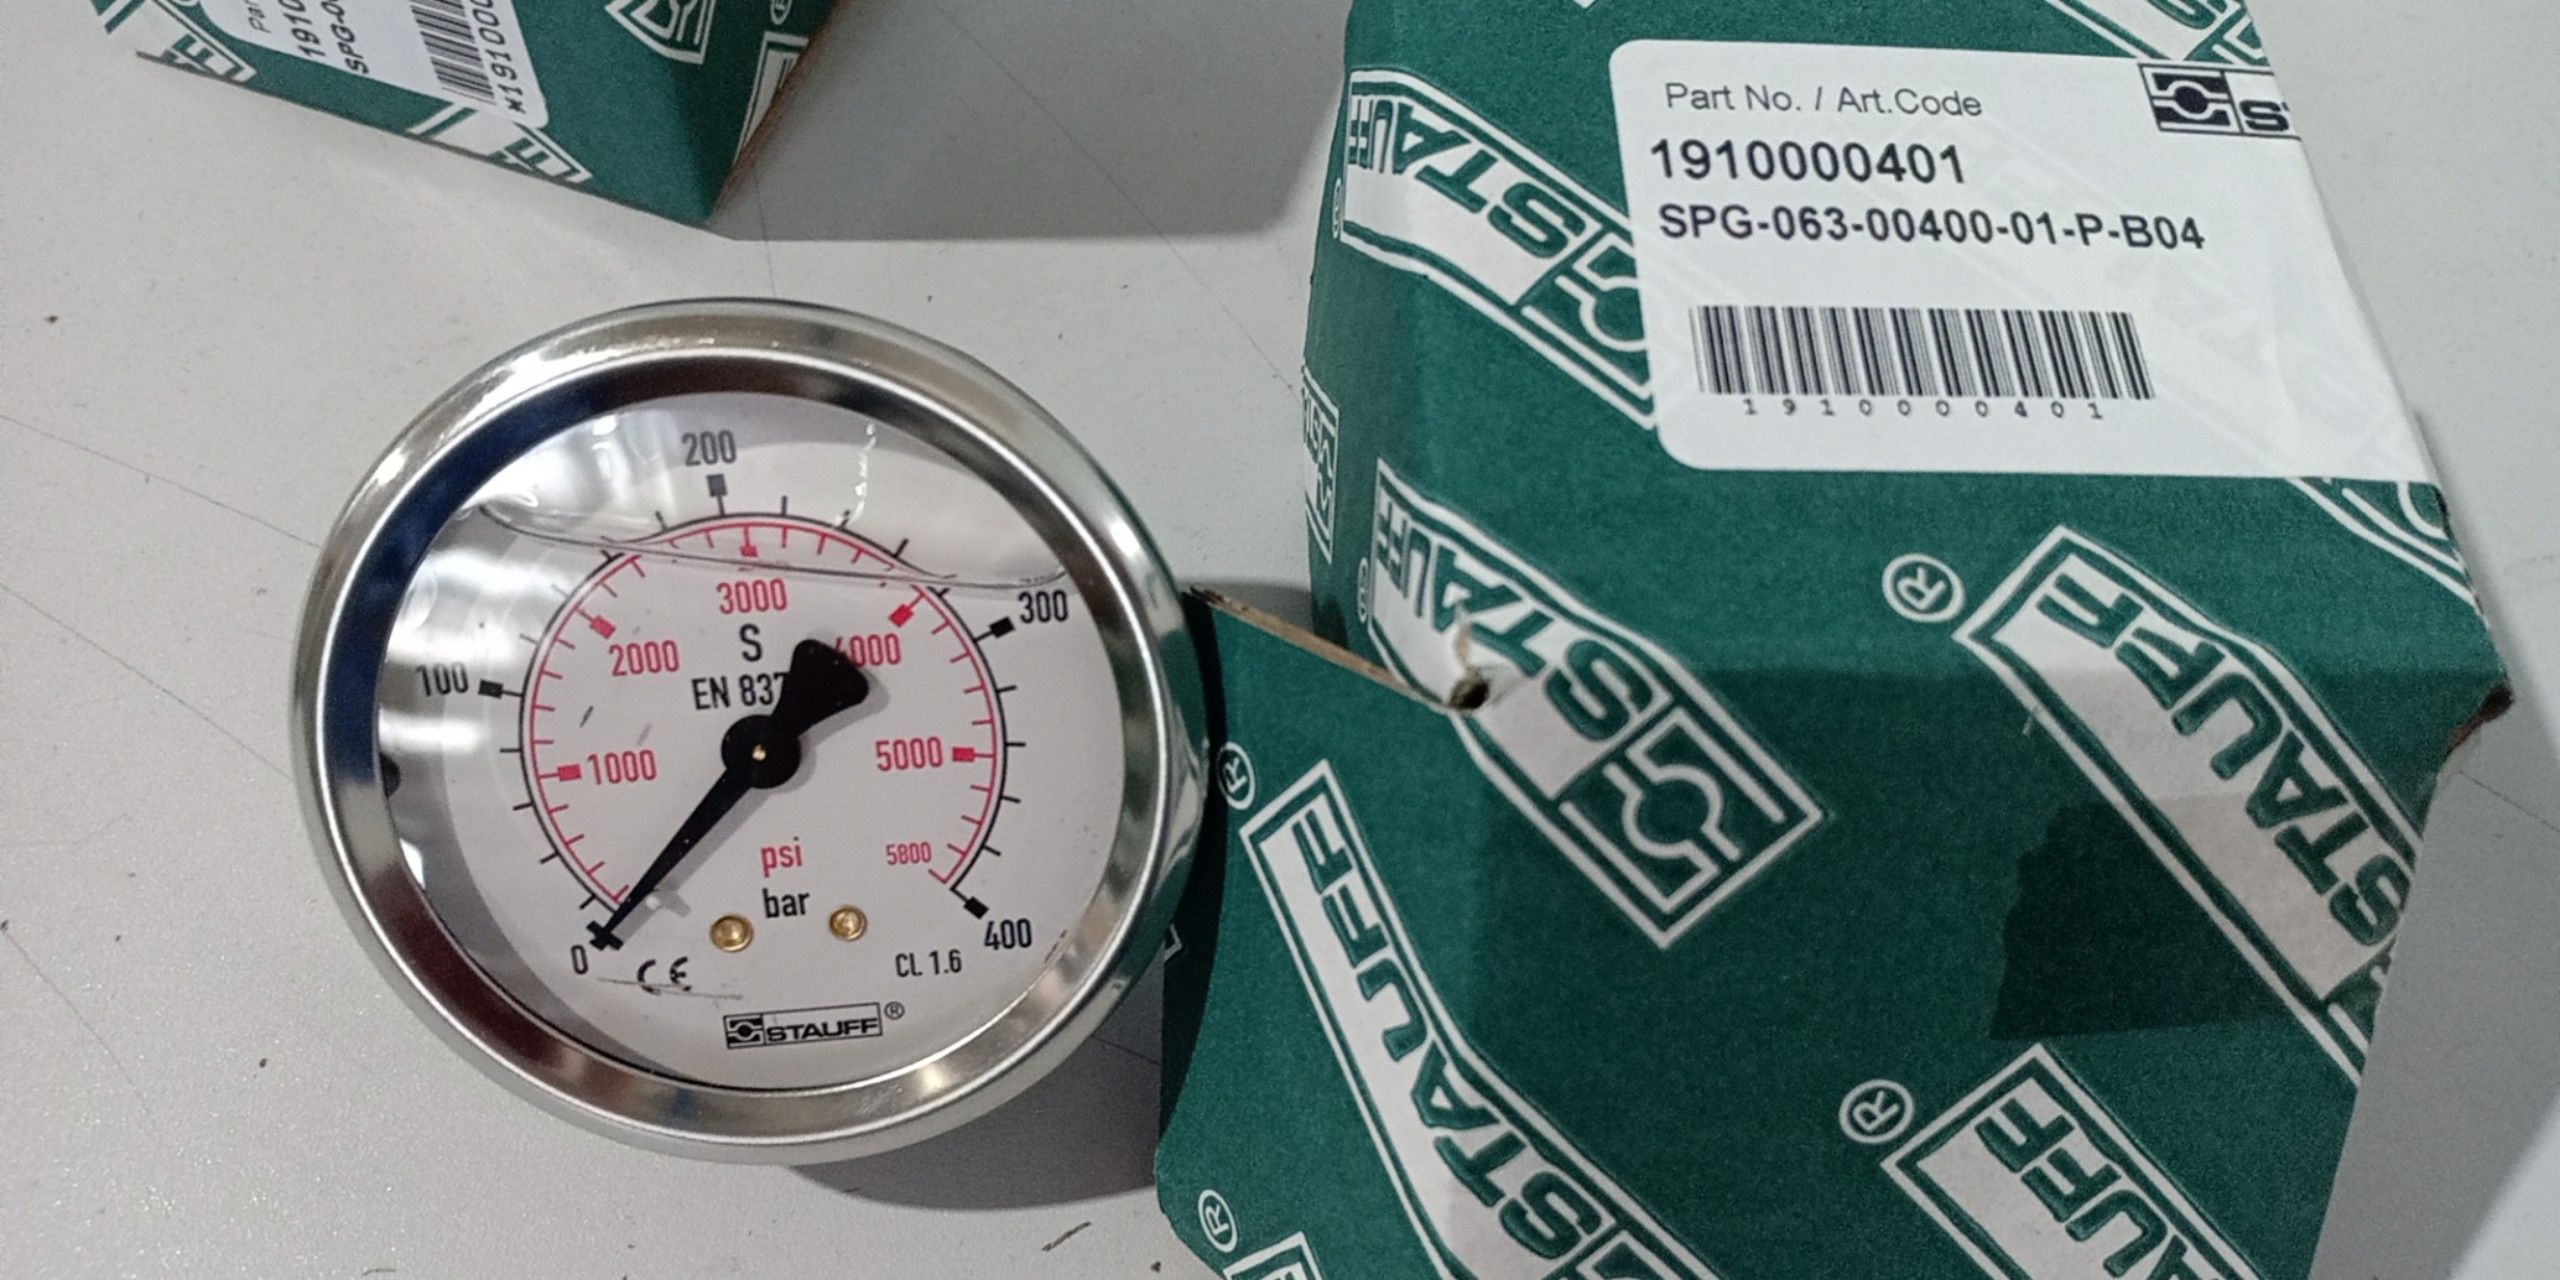 Part No. / Art.Code
1910000401
SPG-063-00400-01-P-B04
1910000401
STAUFF
STAUFF
STAUFF
STAUFF
STAUFF
200
300
100
3000
2000
S
EN
1000
5000
psi
5800
bar
0
400
CE
CL 1.6
STAUFF®